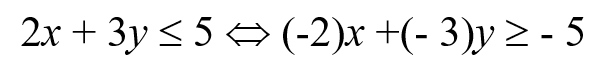 2x + 3y ≤ 5 ⇔ (-2)x +(- 3)y ≥ - 5